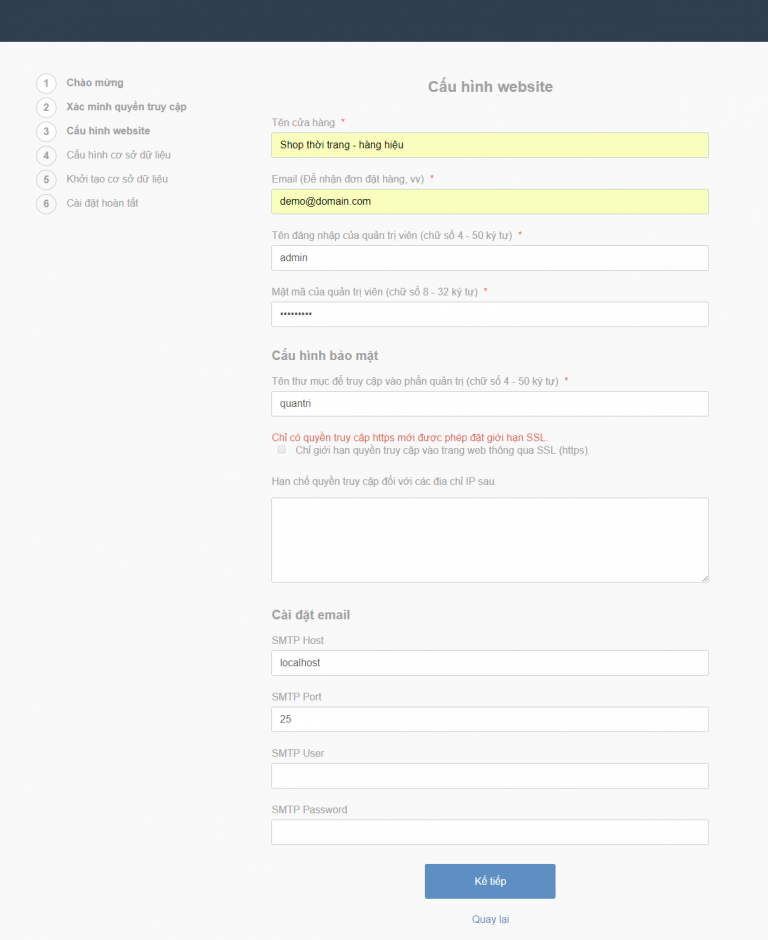 1 Chào mừng
2 Xác minh quyền truy cập
3 Cấu hình website
4 Cấu hình cơ sở dữ liệu
5 Khởi tạo cơ sở dữ liệu
6 Cài đặt hoàn tất
Cấu hình website
Tên cửa hàng *
Shop thời trang - hàng hiệu
Email (Để nhận đơn đặt hàng, vv) *
demo@domain.com
Tên đăng nhập của quản trị viên (chữ số 4 - 50 ký tự) *
admin
Mật mã của quản trị viên (chữ số 8 - 32 ký tự) *
•••••••••
Cấu hình bảo mật
Tên thư mục để truy cập vào phần quản trị (chữ số 4 - 50 ký tự) *
quantri
Chỉ có quyền truy cập https mới được phép đặt giới hạn SSL.
Chỉ giới hạn quyền truy cập vào trang web thông qua SSL (https).
Hạn chế quyền truy cập đối với các địa chỉ IP sau.
Cài đặt email
SMTP Host
localhost
SMTP Port
25
SMTP User
SMTP Password
Kế tiếp
Quay lại